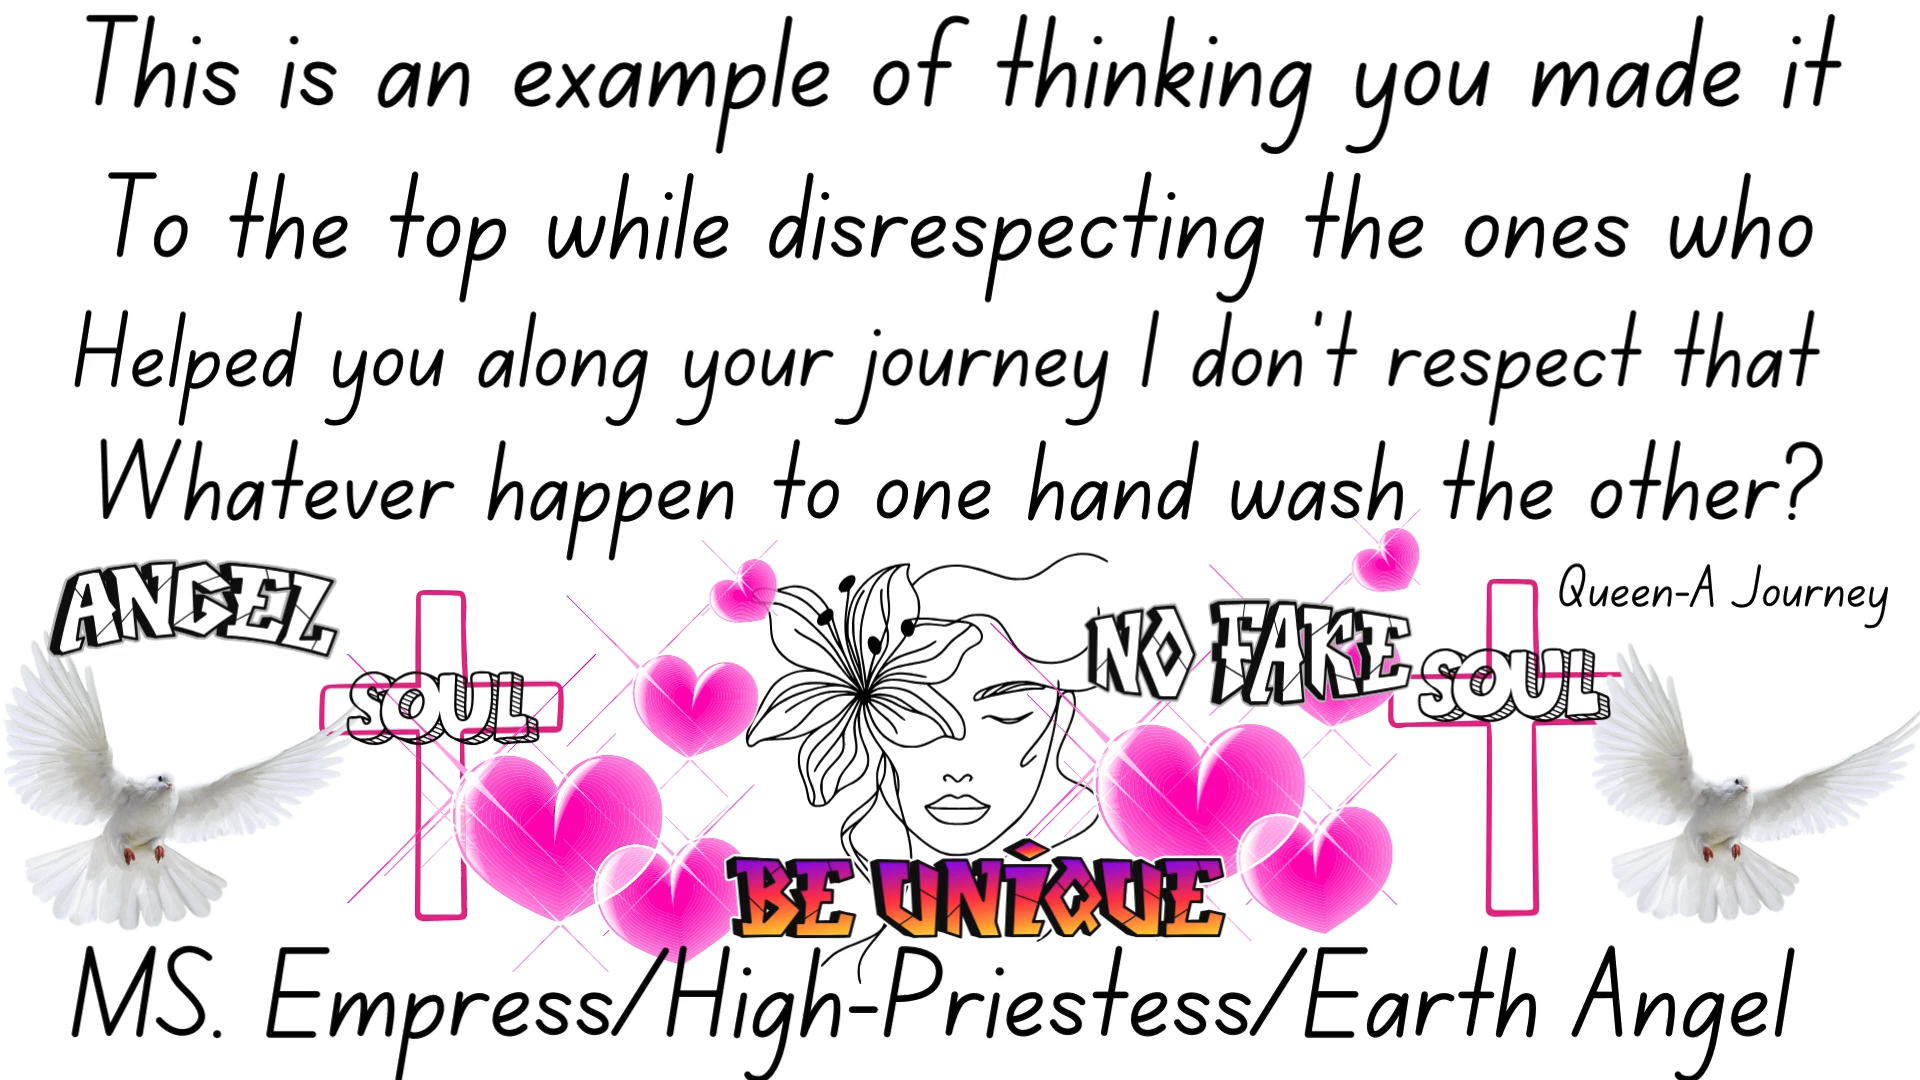 This is an example of thinking you made it
To the top while disrespecting the ones who
Helped you along your journey I don't respect that
Whatever happen to one hand wash the other?
ANGEL
Queen-A Journey
NO FAKE
SOUL
SOUL
BE UNIQUE
MS. Empress/High-Priestess/Earth Angel